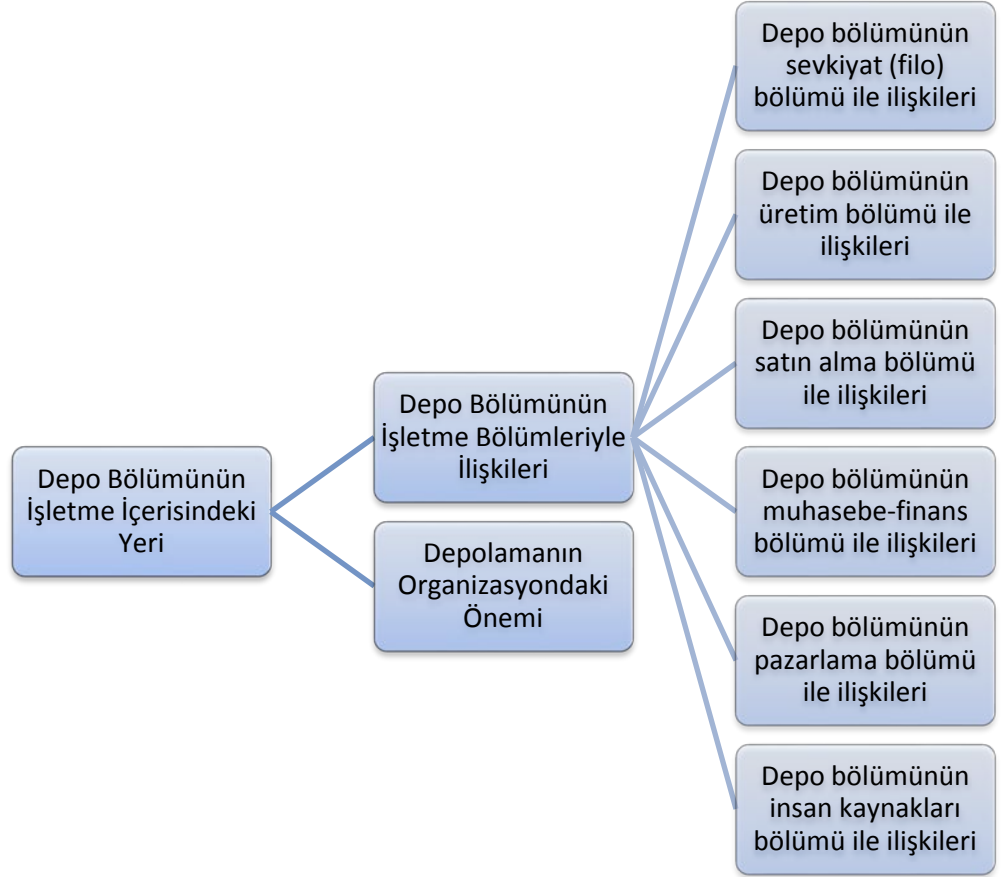 Depo Bölümünün
İşletme İçerisindeki
Yeri
Depo Bölümünün
İşletme Bölümleriyle
İlişkileri
Depolamanın
Organizasyondaki
Önemi
Depo bölümünün
sevkiyat (filo)
bölümü ile ilişkileri
Depo bölümünün
üretim bölümü ile
ilişkileri
Depo bölümünün
satın alma bölümü
ile ilişkileri
Depo bölümünün
muhasebe-finans
bölümü ile ilişkileri
Depo bölümünün
pazarlama bölümü
ile ilişkileri
Depo bölümünün
insan kaynakları
bölümü ile ilişkileri